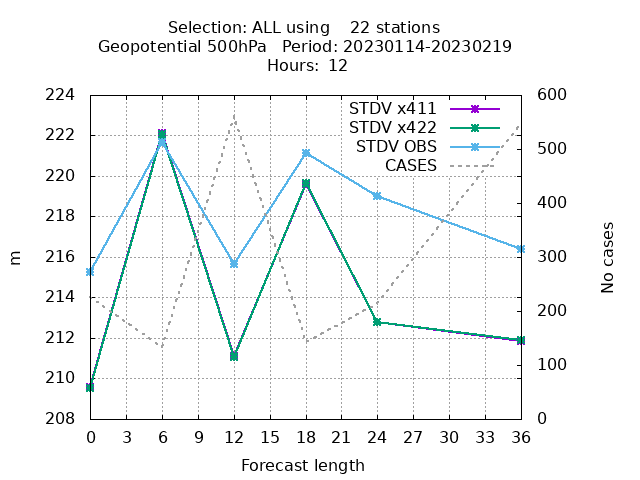 Selection: ALL using    22 stations
Geopotential 500hPa   Period: 20230114-20230219
Hours: 12
STDV x411
STDV x422
STDV OBS
CASES
224
222
220
218
216
214
212
210
208
m
600
500
400
300
200
100
0
No cases
0 3 6 9 12 15 18 21 24 27 30 33 36
Forecast length